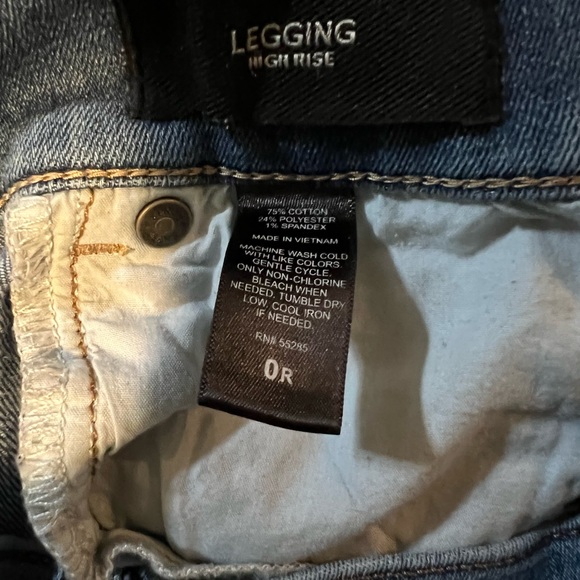 LEGGING
HIGH RISE
75% COTTON
24% POLYESTER
1% SPANDEX
MADE IN VIETNAM
MACHINE WASH COLD
WITH LIKE COLORS.
GENTLE CYCLE.
ONLY NON-CHLORINE
BLEACH WHEN
NEEDED. TUMBLE DRY
LOW. COOL IRON
IF NEEDED.
RN# 55285
0R